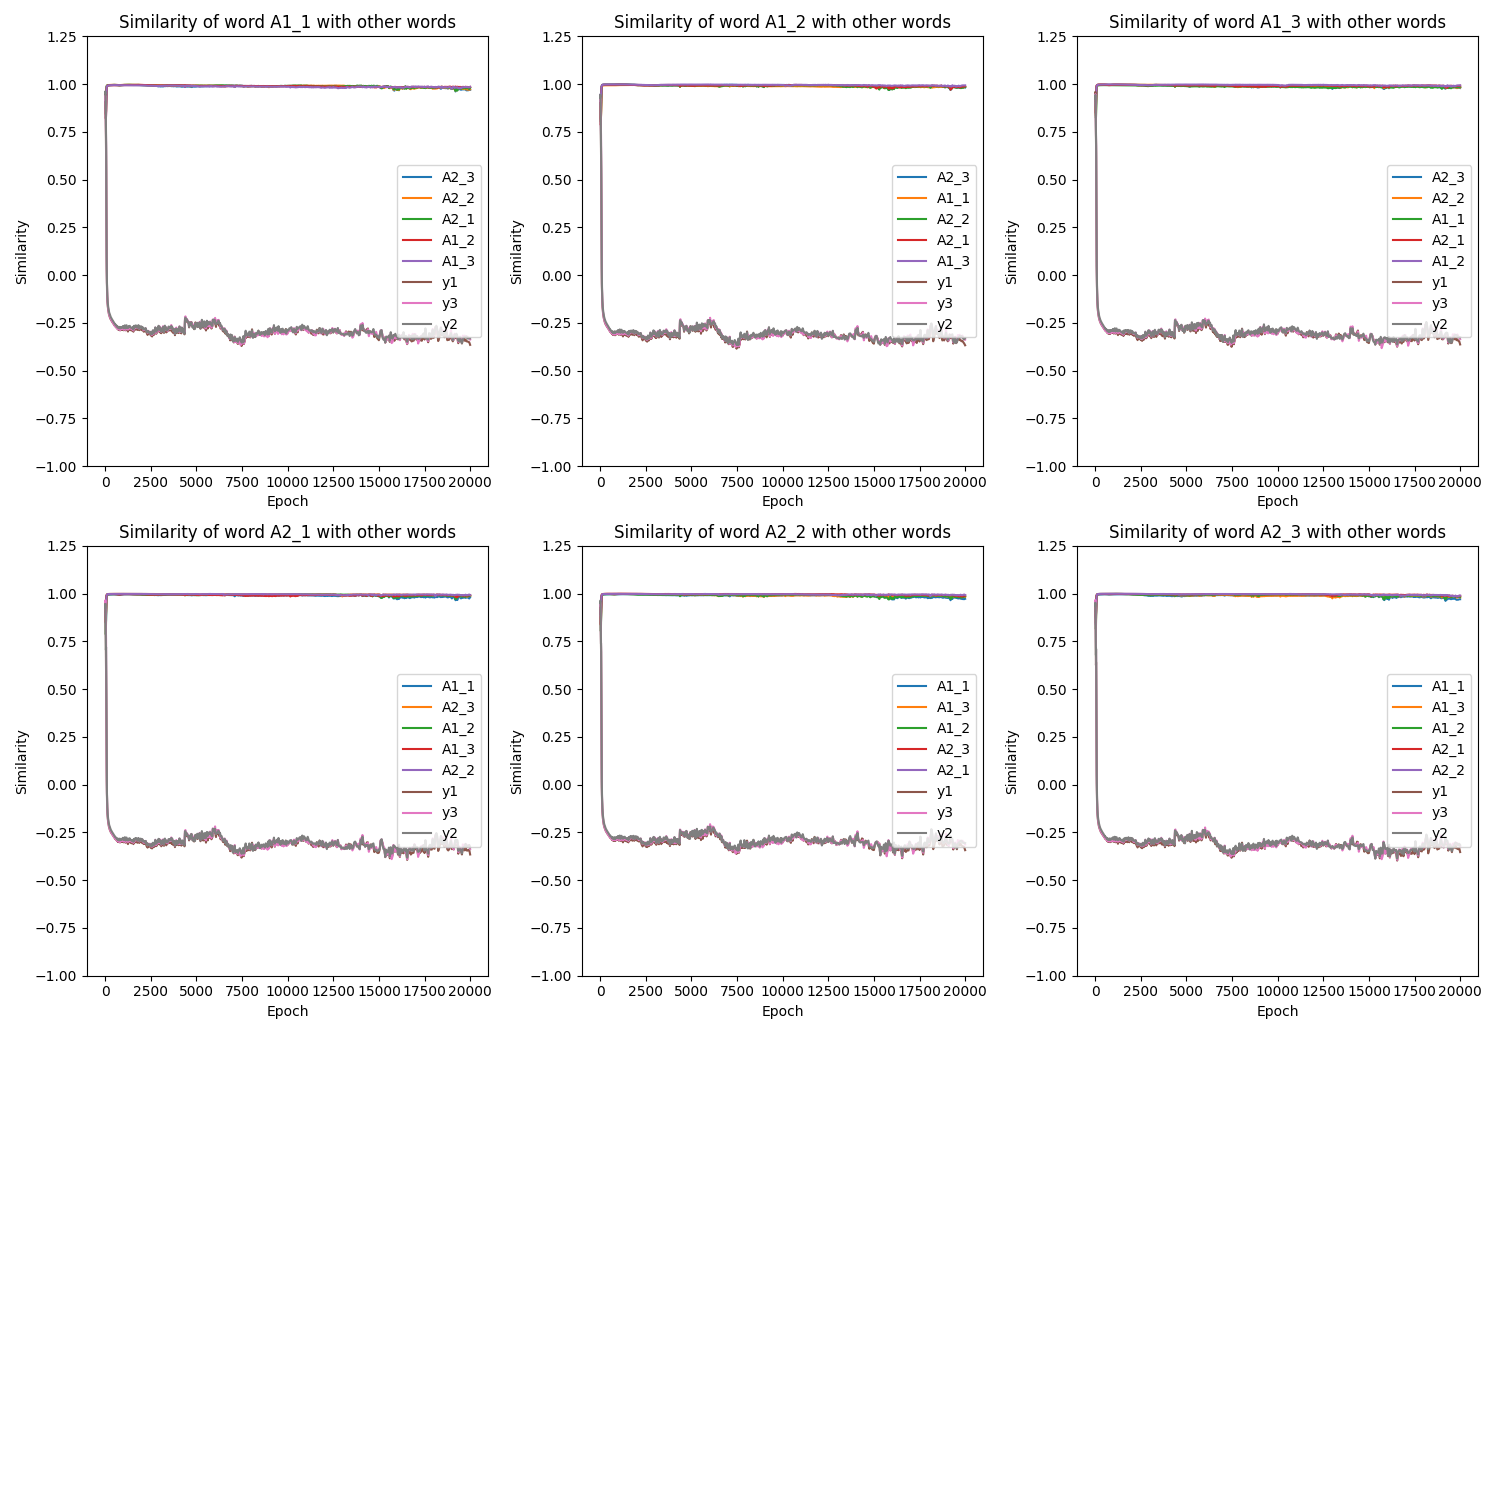 Similarity of word A1_1 with other words
1.25
1.00
0.75
0.50
0.25
0.00
−0.25
−0.50
−0.75
−1.00
Similarity
A2_3
A2_2
A2_1
A1_2
A1_3
y1
y3
y2
0 2500 5000 7500 10000 12500 15000 17500 20000
Epoch
Similarity of word A1_2 with other words
1.25
1.00
0.75
0.50
0.25
0.00
−0.25
−0.50
−0.75
−1.00
Similarity
A2_3
A1_1
A2_2
A2_1
A1_3
y1
y3
y2
0 2500 5000 7500 10000 12500 15000 17500 20000
Epoch
Similarity of word A1_3 with other words
1.25
1.00
0.75
0.50
0.25
0.00
−0.25
−0.50
−0.75
−1.00
Similarity
A2_3
A2_2
A1_1
A2_1
A1_2
y1
y3
y2
0 2500 5000 7500 10000 12500 15000 17500 20000
Epoch
Similarity of word A2_1 with other words
1.25
1.00
0.75
0.50
0.25
0.00
−0.25
−0.50
−0.75
−1.00
Similarity
A1_1
A2_3
A1_2
A1_3
A2_2
y1
y3
y2
0 2500 5000 7500 10000 12500 15000 17500 20000
Epoch
Similarity of word A2_2 with other words
1.25
1.00
0.75
0.50
0.25
0.00
−0.25
−0.50
−0.75
−1.00
Similarity
A1_1
A1_3
A1_2
A2_3
A2_1
y1
y3
y2
0 2500 5000 7500 10000 12500 15000 17500 20000
Epoch
Similarity of word A2_3 with other words
1.25
1.00
0.75
0.50
0.25
0.00
−0.25
−0.50
−0.75
−1.00
Similarity
A1_1
A1_3
A1_2
A2_1
A2_2
y1
y3
y2
0 2500 5000 7500 10000 12500 15000 17500 20000
Epoch